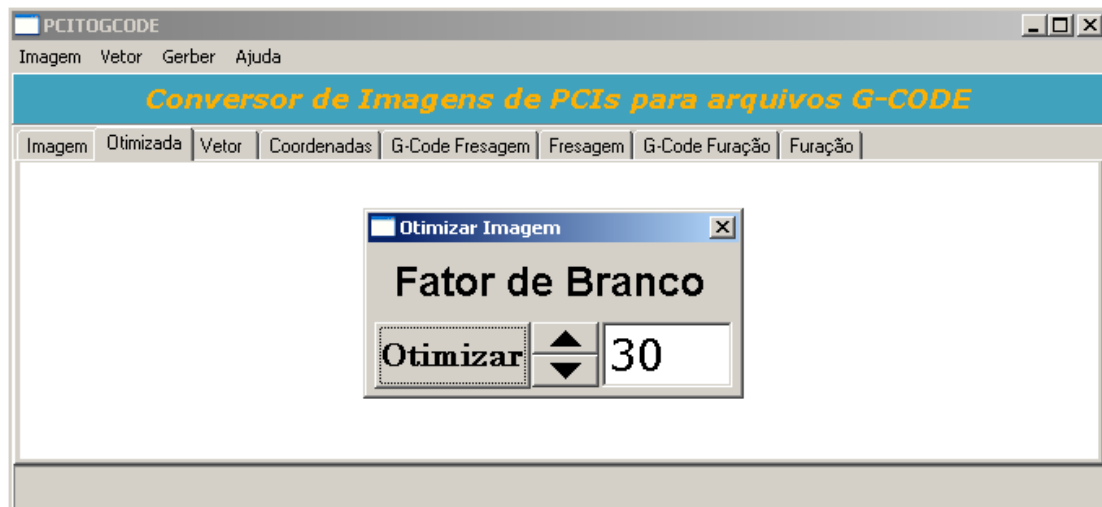 PCITOGCODE
Imagem Vetor Gerber Ajuda
Conversor de Imagens de PCIs para arquivos G-CODE
Imagem Otimizada Vetor Coordenadas G-Code Fresagem Fresagem G-Code Furação Furação
Otimizar Imagem
Fator de Branco
Otimizar 30